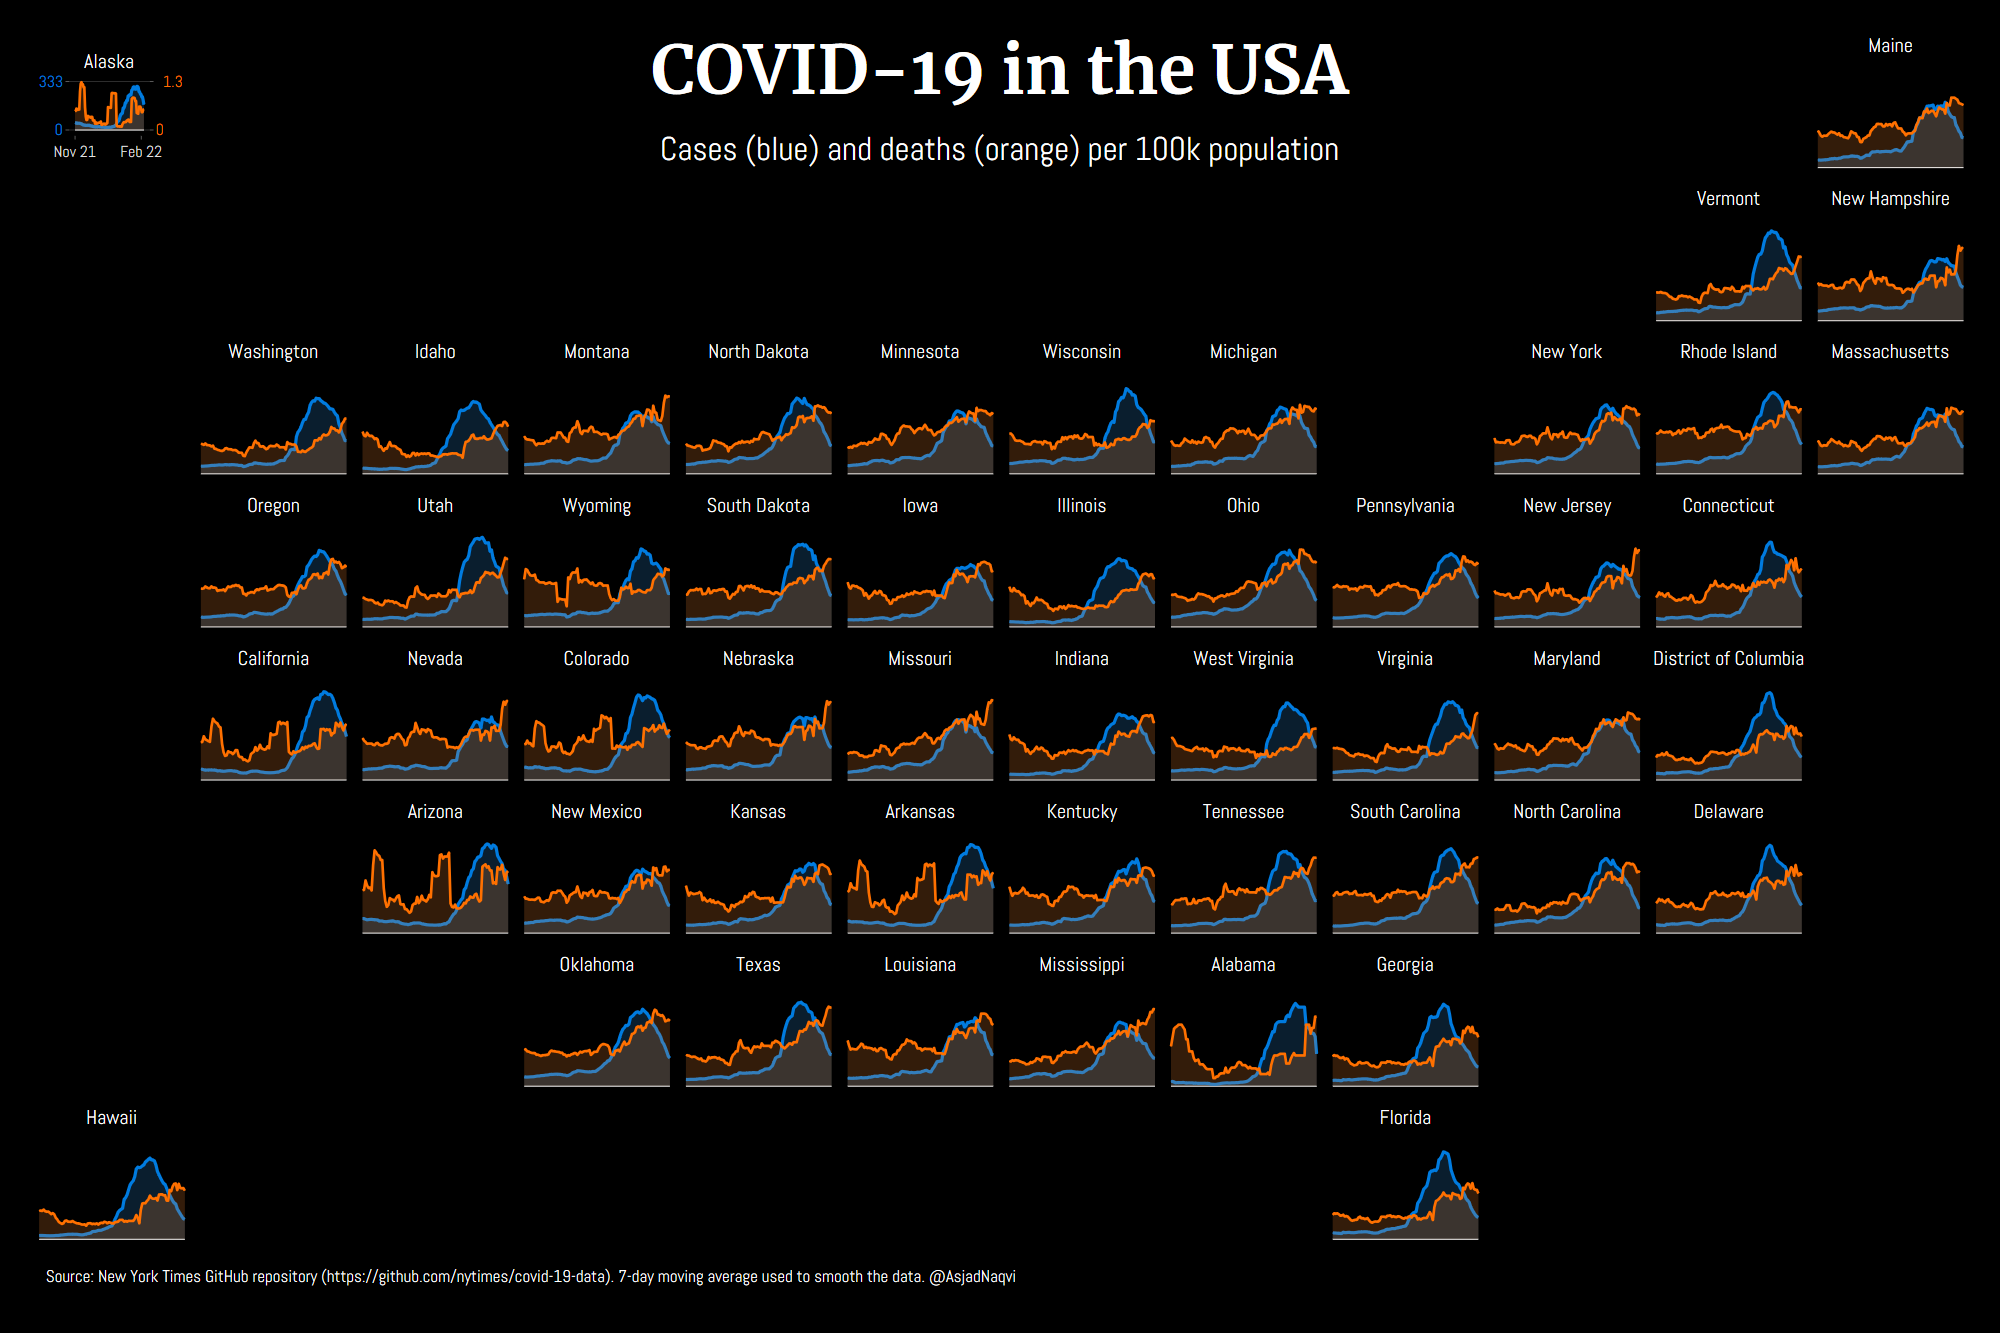 COVID-19 in the USA
Cases (blue) and deaths (orange) per 100k population
Alaska
333
1.3
0
0
Nov 21
Feb 22
Maine
Vermont
New Hampshire
Washington
Idaho
Montana
North Dakota
Minnesota
Wisconsin
Michigan
New York
Rhode Island
Massachusetts
Oregon
Utah
Wyoming
South Dakota
Iowa
Illinois
Ohio
Pennsylvania
New Jersey
Connecticut
California
Nevada
Colorado
Nebraska
Missouri
Indiana
West Virginia
Virginia
Maryland
District of Columbia
Arizona
New Mexico
Kansas
Arkansas
Kentucky
Tennessee
South Carolina
North Carolina
Delaware
Oklahoma
Texas
Louisiana
Mississippi
Alabama
Georgia
Hawaii
Florida
Source: New York Times GitHub repository (https://github.com/nytimes/covid-19-data). 7-day moving average used to smooth the data. @AsjadNaqvi